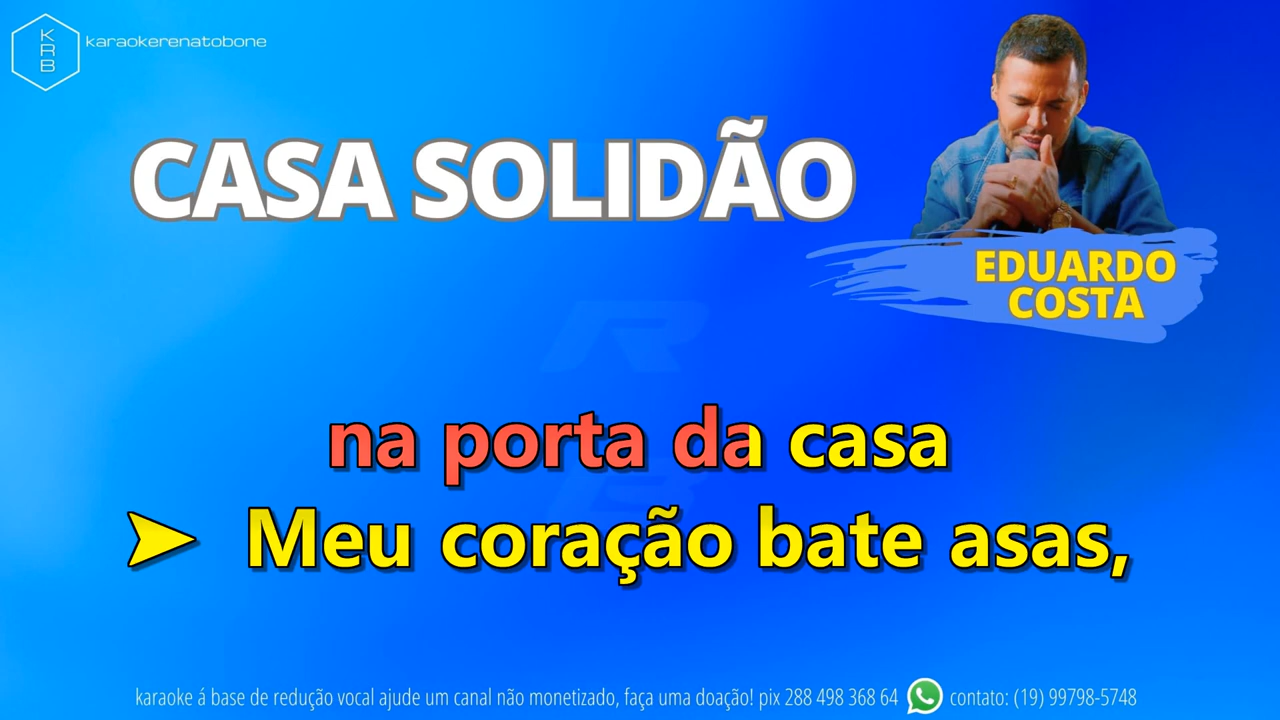 KRB
karaokerenatobone
CASA SOLIDÃO
EDUARDO
COSTA
RB
na porta da casa
➤ Meu coração bate asas,
karaoke á base de redução vocal ajude um canal não monetizado, faça uma doação! pix 288 498 368 64 contato: (19) 99798-5748